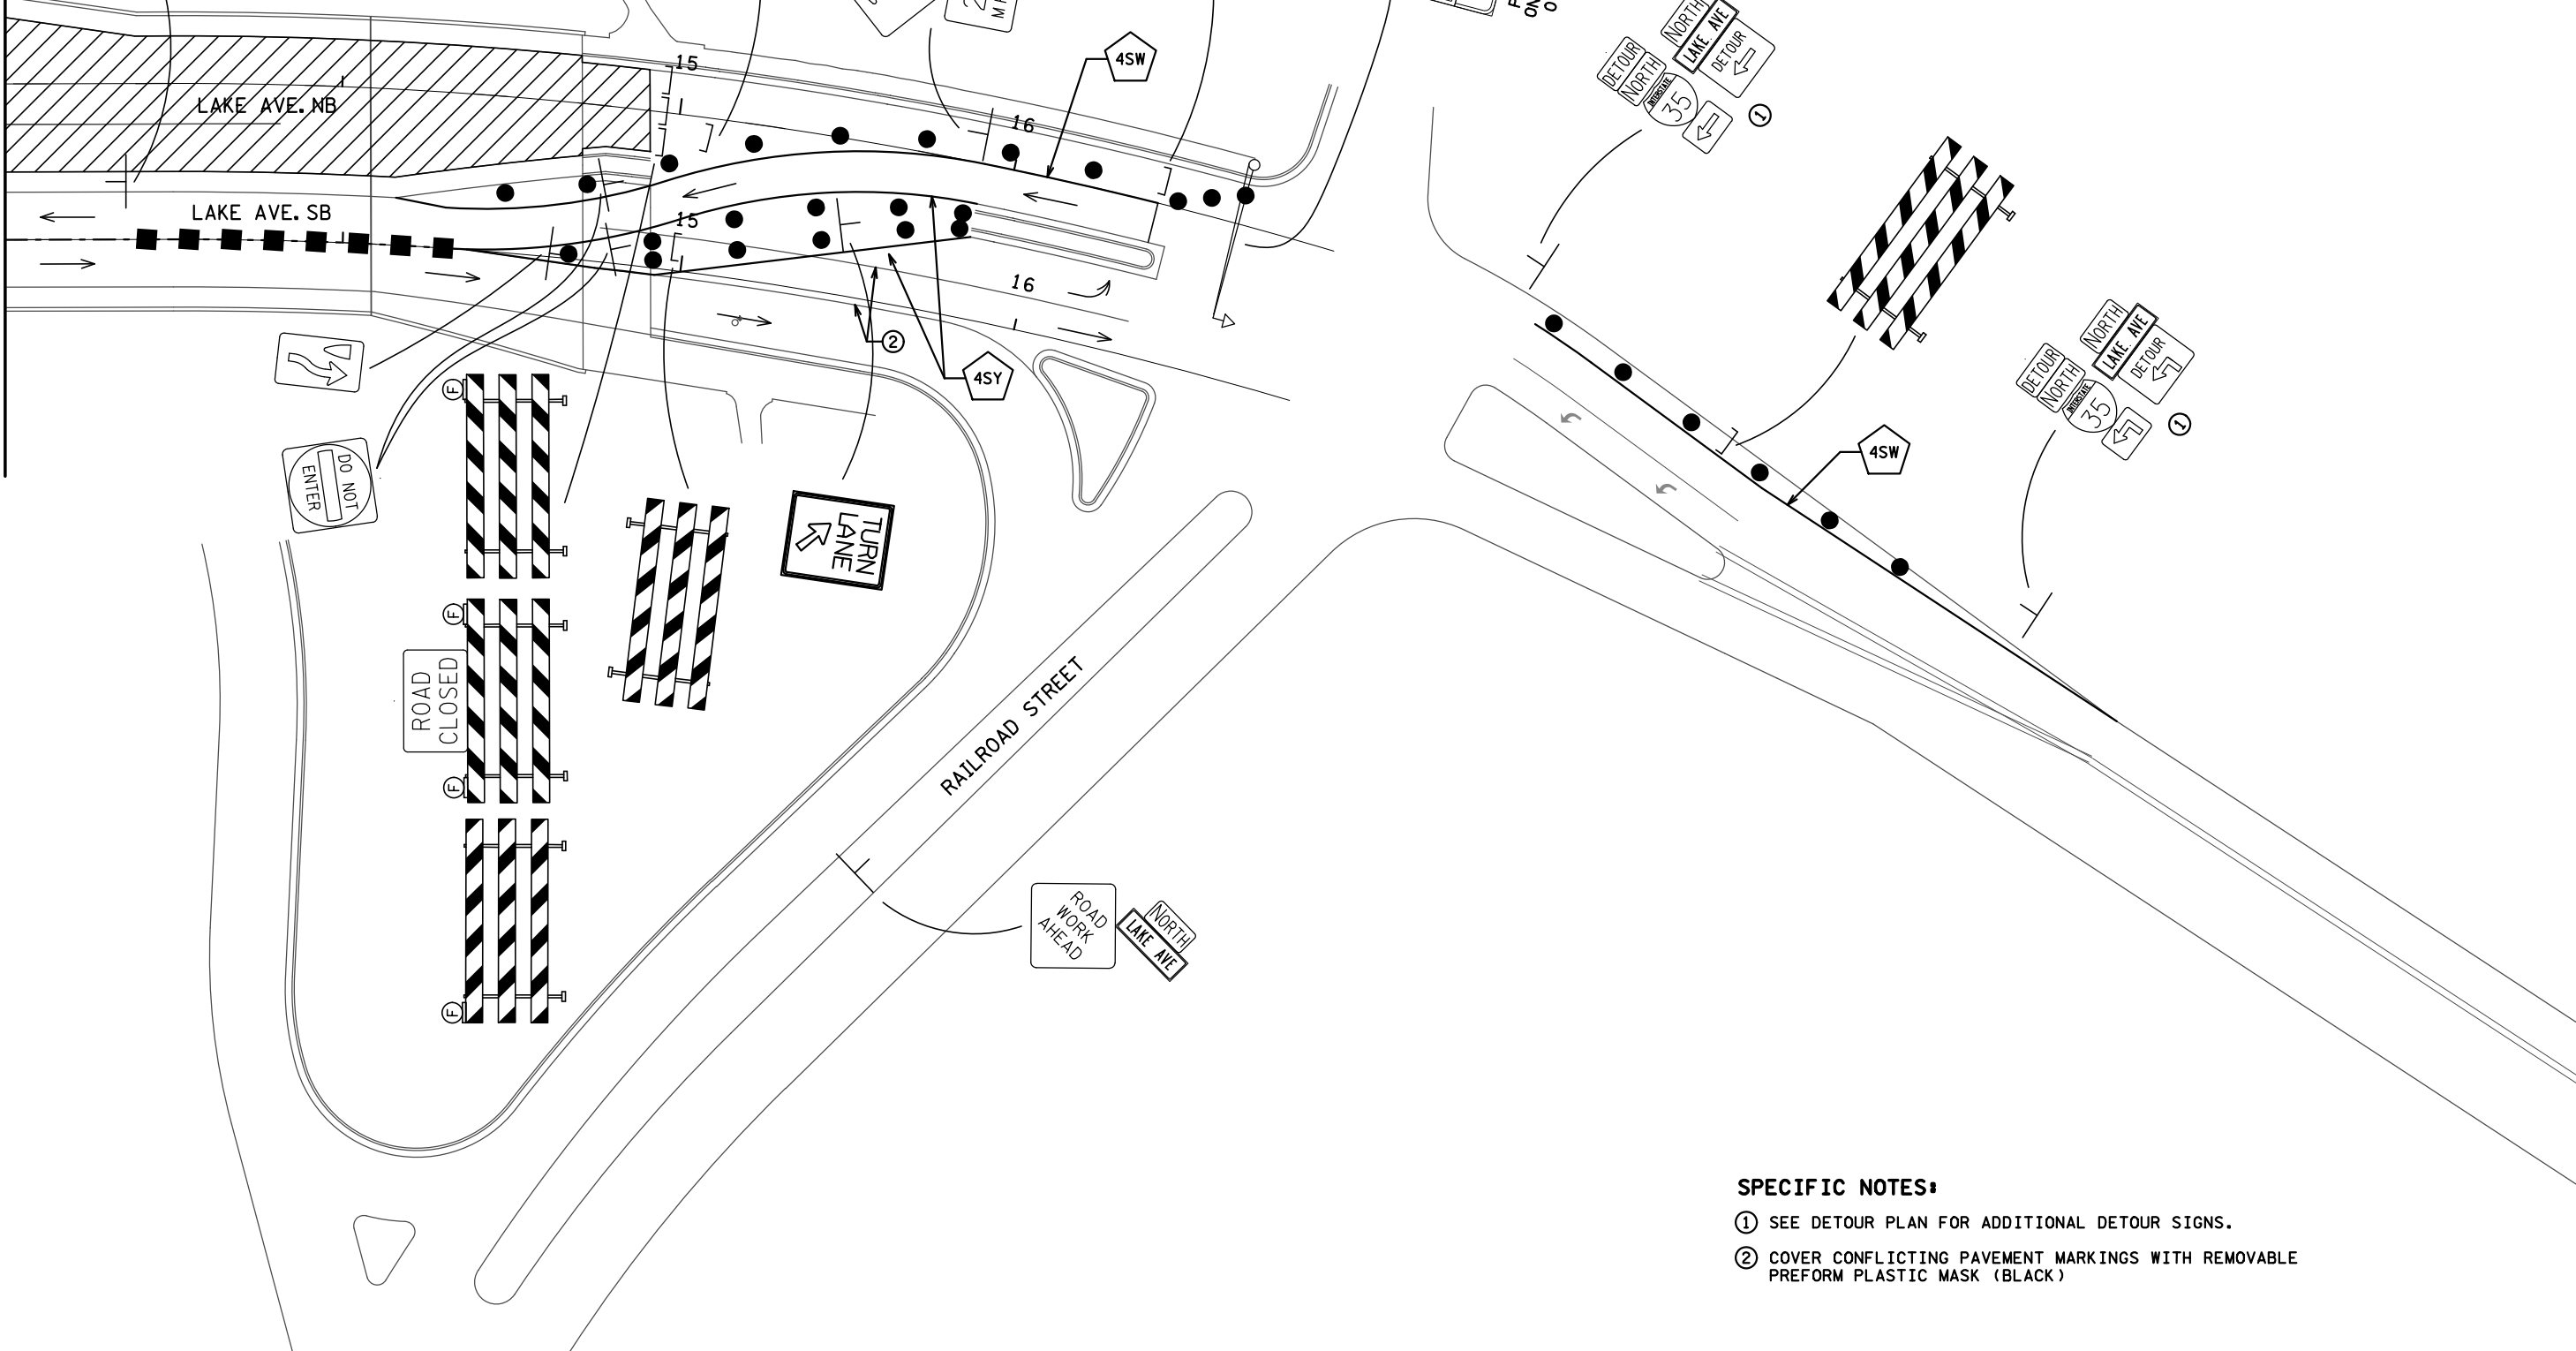 LAKE AVE. NB
LAKE AVE. SB
15
15
16
16
4SW
4SY
2
DO NOT
ENTER
F
F
F
F
ROAD
CLOSED
TURN
LANE
RAILROAD STREET
ROAD
WORK
AHEAD
NORTH
LAKE AVE
NORTH
LAKE AVE
DETOUR
DETOUR
NORTH
INTERSTATE
35
1
4SW
NORTH
LAKE AVE
DETOUR
DETOUR
NORTH
INTERSTATE
35
1
SPECIFIC NOTES:
1 SEE DETOUR PLAN FOR ADDITIONAL DETOUR SIGNS.
2 COVER CONFLICTING PAVEMENT MARKINGS WITH REMOVABLE
PREFORM PLASTIC MASK (BLACK)